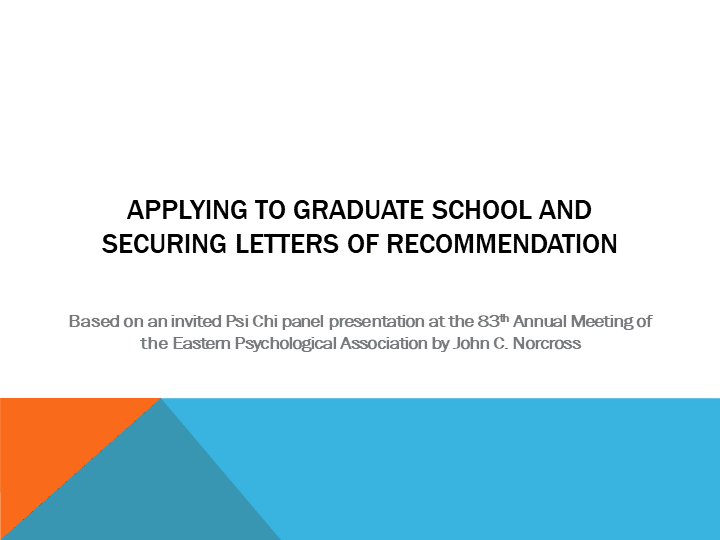 APPLYING TO GRADUATE SCHOOL AND
SECURING LETTERS OF RECOMMENDATION
Based on an invited Psi Chi panel presentation at the 83th Annual Meeting of
the Eastern Psychological Association by John C. Norcross